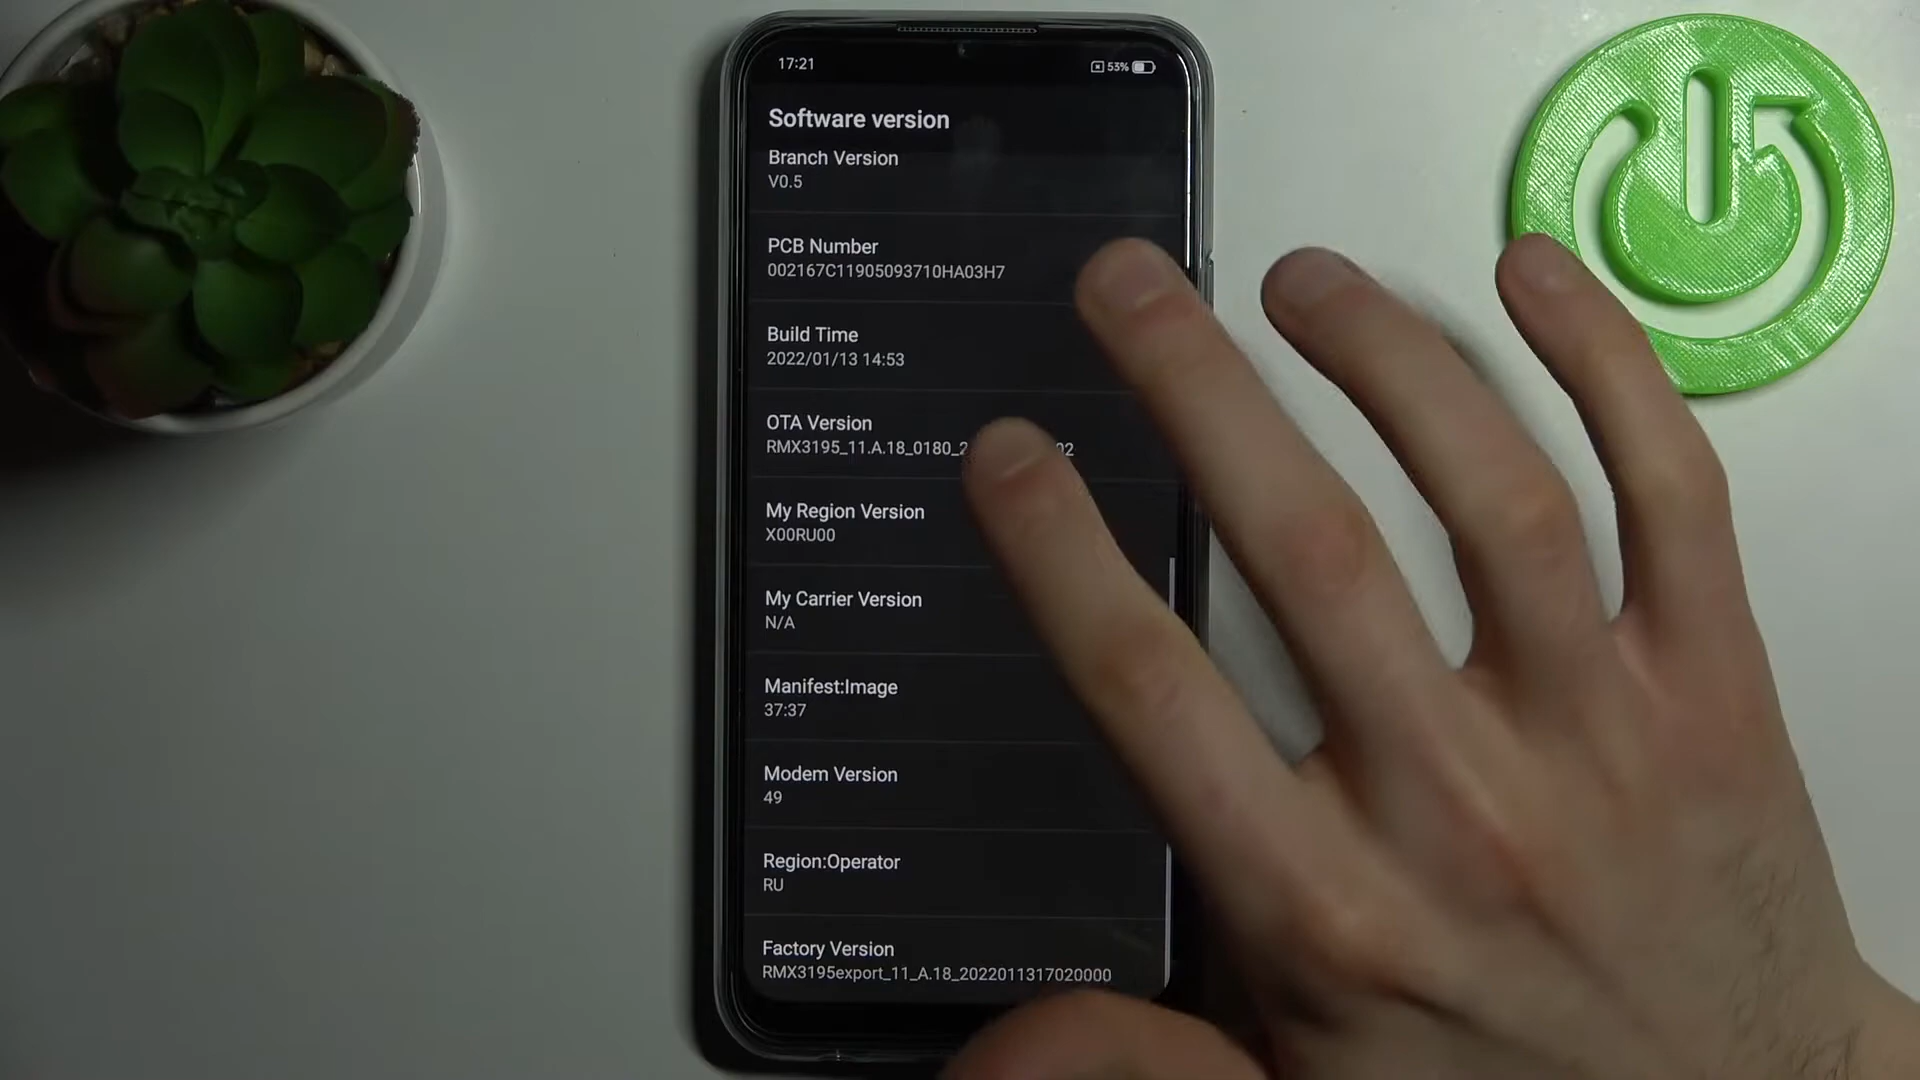 17:21
53%
Software version
Branch Version
V0.5
PCB Number
002167C11905093710HA03H7
Build Time
2022/01/13 14:53
OTA Version
RMX3195_11.A.18_0180_2 02
My Region Version
X00RU00
My Carrier Version
N/A
Manifest:Image
37:37
Modem Version
49
Region:Operator
RU
Factory Version
RMX3195export_11_A.18_2022011317020000